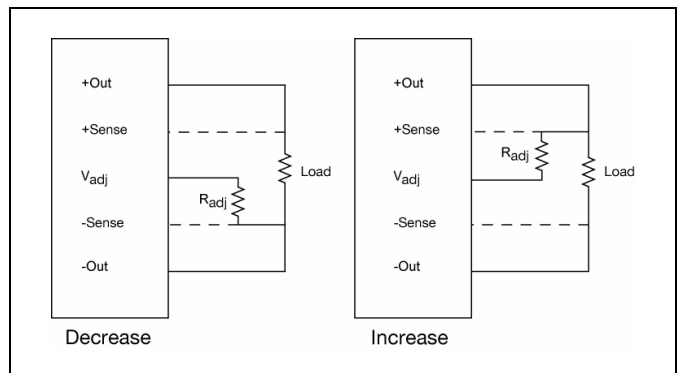 +Out
+Sense
Vadj
-Sense
-Out
Radj
Load
Decrease
+Out
+Sense
Vadj
-Sense
-Out
Radj
Load
Increase